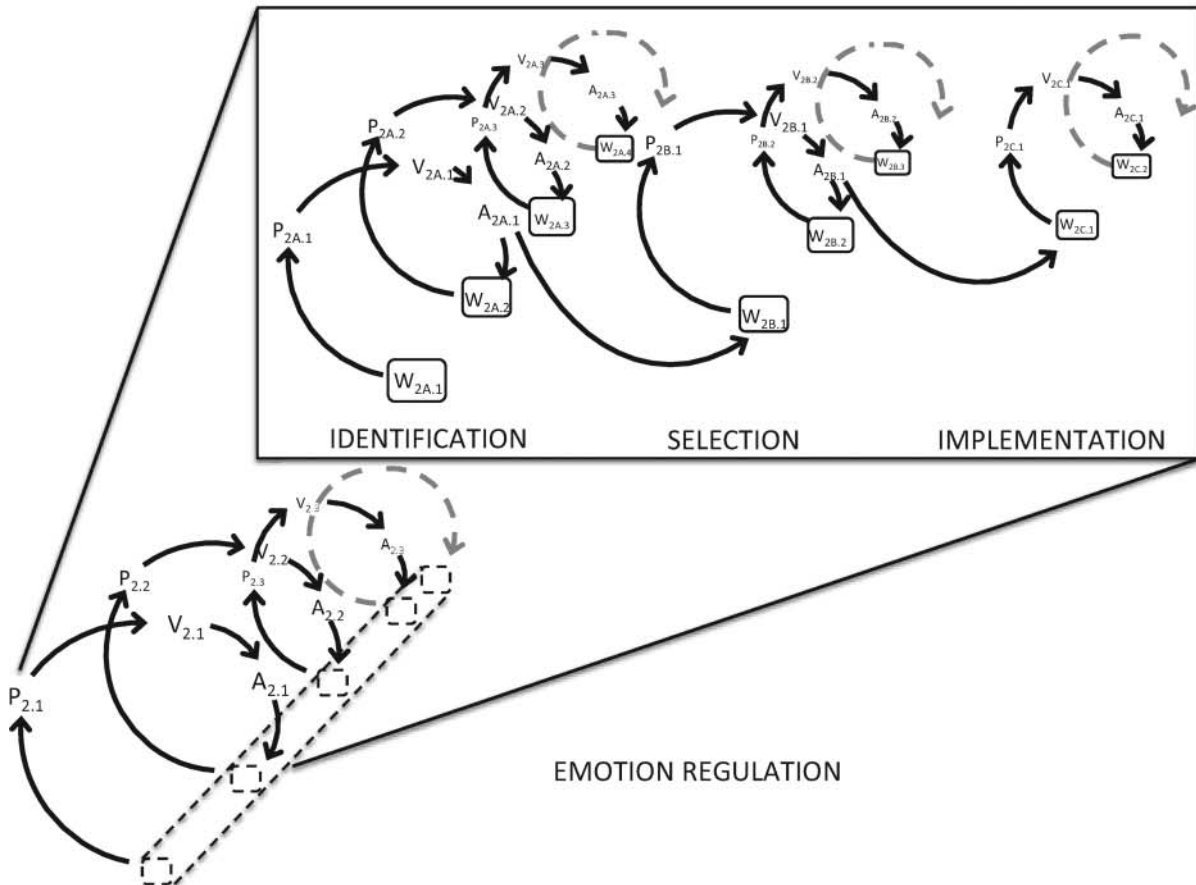 V2A.3
A2A.3
V2A.2
P2A.3
P2A.2
A2A.2
W2A.4
V2A.1
A2A.1
W2A.3
P2A.1
W2A.2
W2A.1
V2B.2
A2B.2
V2B.1
P2B.1
P2B.2
A2B.1
W2B.3
W2B.2
W2B.1
V2C.1
A2C.1
P2C.1
W2C.2
W2C.1
IDENTIFICATION SELECTION IMPLEMENTATION
V2.3
A2.3
V2.2
P2.2
P2.3
A2.2
V2.1
A2.1
P2.1
EMOTION REGULATION